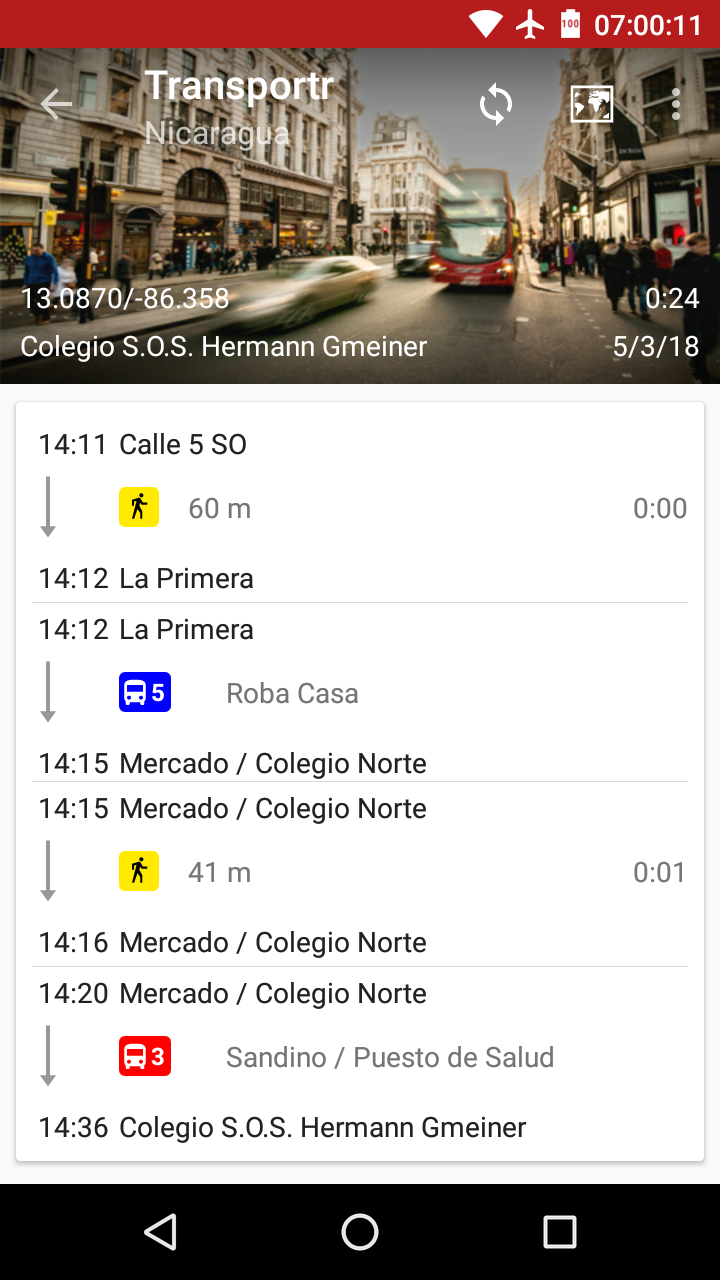 100 07:00:11
Transportr
Nicaragua
13.0870/-86.358 0:24
Colegio S.O.S. Hermann Gmeiner 5/3/18
14:11 Calle 5 SO
60 m 0:00
14:12 La Primera
14:12 La Primera
5 Roba Casa
14:15 Mercado / Colegio Norte
14:15 Mercado / Colegio Norte
41 m 0:01
14:16 Mercado / Colegio Norte
14:20 Mercado / Colegio Norte
3 Sandino / Puesto de Salud
14:36 Colegio S.O.S. Hermann Gmeiner